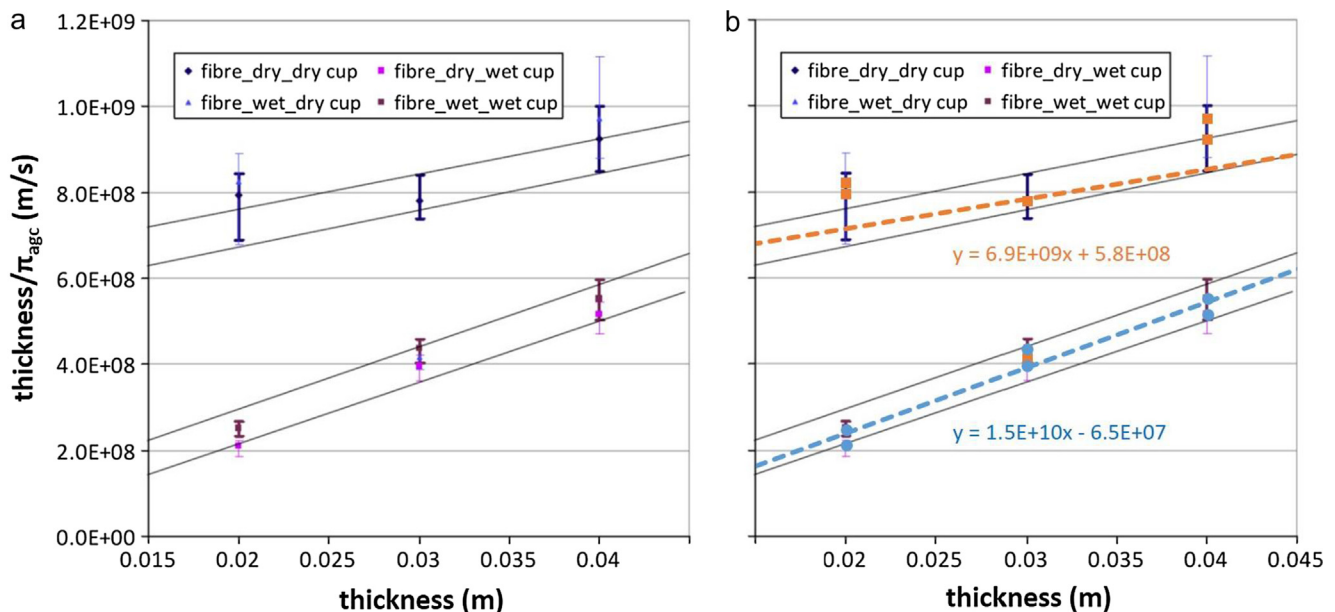 a
1.2E+09
1.0E+09
8.0E+08
6.0E+08
4.0E+08
2.0E+08
0.0E+00
thickness/πagc (m/s)
fibre_dry_dry cup fibre_dry_wet cup
fibre_wet_dry cup fibre_wet_wet cup
0.015 0.02 0.025 0.03 0.035 0.04
thickness (m)
b
fibre_dry_dry cup fibre_dry_wet cup
fibre_wet_dry cup fibre_wet_wet cup
y = 6.9E+09x + 5.8E+08
y = 1.5E+10x - 6.5E+07
0.02 0.025 0.03 0.035 0.04 0.045
thickness (m)